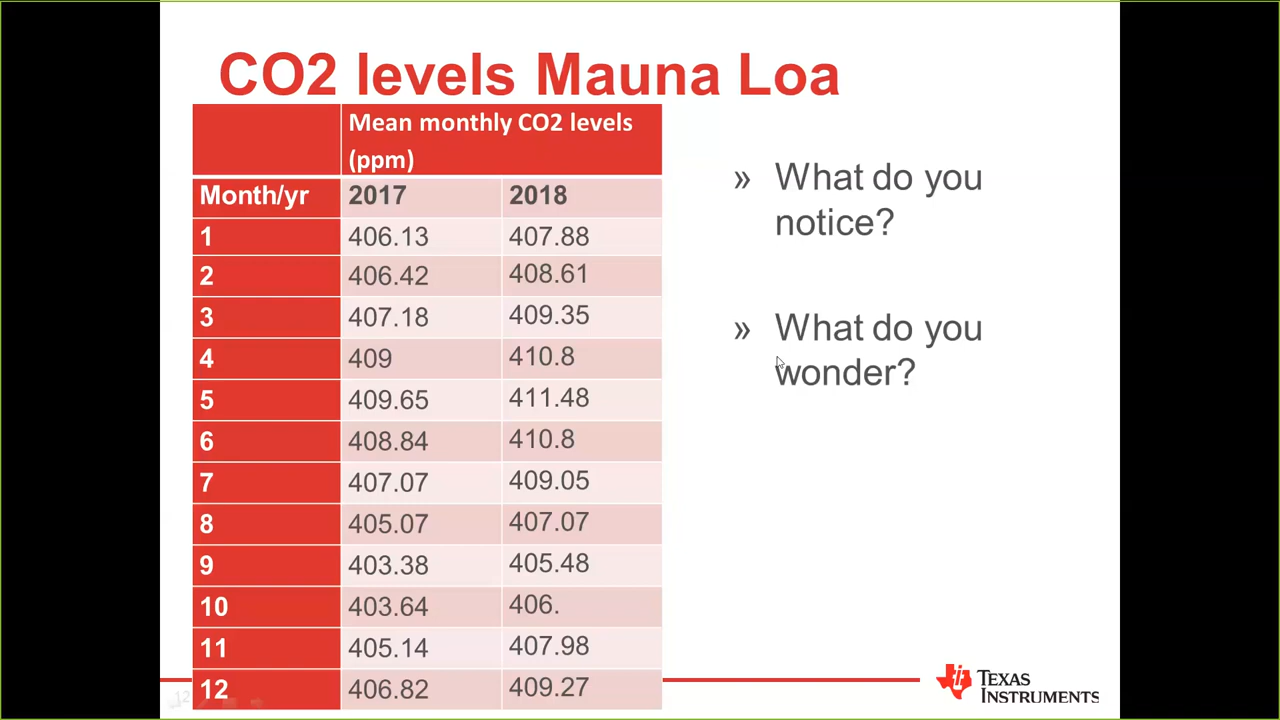 CO2 levels Mauna Loa
Mean monthly CO2 levels
(ppm)
Month/yr 2017 2018
1 406.13 407.88
2 406.42 408.61
3 407.18 409.35
4 409 410.8
5 409.65 411.48
6 408.84 410.8
7 407.07 409.05
8 405.07 407.07
9 403.38 405.48
10 403.64 406.
11 405.14 407.98
12 406.82 409.27
» What do you
notice?
» What do you
wonder?
12
TEXAS
INSTRUMENTS